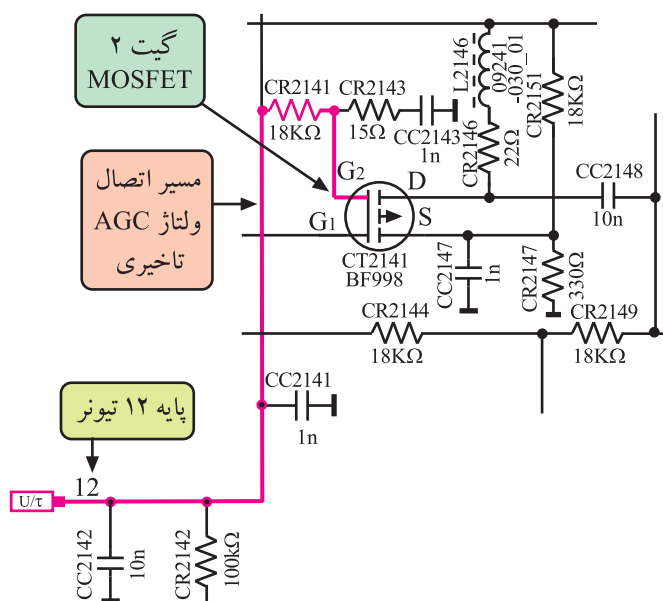 گیت ۲
MOSFET
CR2141
18KΩ
CR2143
15Ω
CC2143
1n
L2146
09241
-030_01
CR2146
22Ω
CR2151
18KΩ
مسیر اتصال
ولتاژ AGC
تاخیری
G2
D
G1
S
CT2141
BF998
CC2148
10n
CC2147
1n
CR2147
330Ω
CR2144
18KΩ
CR2149
18KΩ
CC2141
1n
پایه ۱۲ تیونر
12
U/τ
CC2142
10n
CR2142
100kΩ